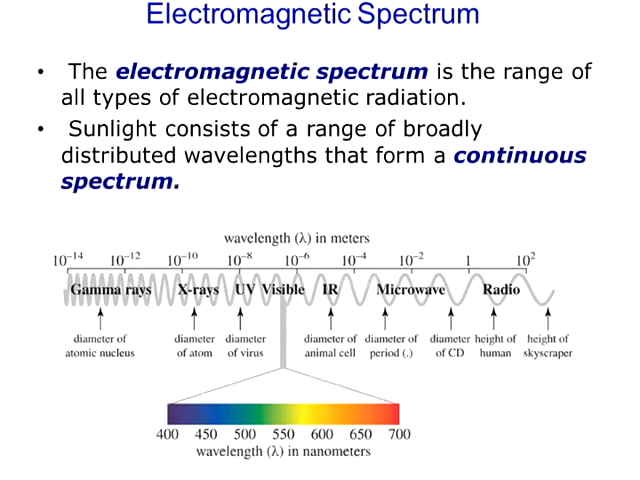 Electromagnetic Spectrum
• The electromagnetic spectrum is the range of
all types of electromagnetic radiation.
• Sunlight consists of a range of broadly
distributed wavelengths that form a continuous
spectrum.
wavelength (λ) in meters
10⁻¹⁴ 10⁻¹² 10⁻¹⁰ 10⁻⁸ 10⁻⁶ 10⁻⁴ 10⁻² 1 10²
Gamma rays X-rays UV Visible IR Microwave Radio
diameter of diameter diameter diameter of diameter of diameter height of height of
atomic nucleus of atom of virus animal cell period (.) of CD human skyscraper
400 450 500 550 600 650 700
wavelength (λ) in nanometers